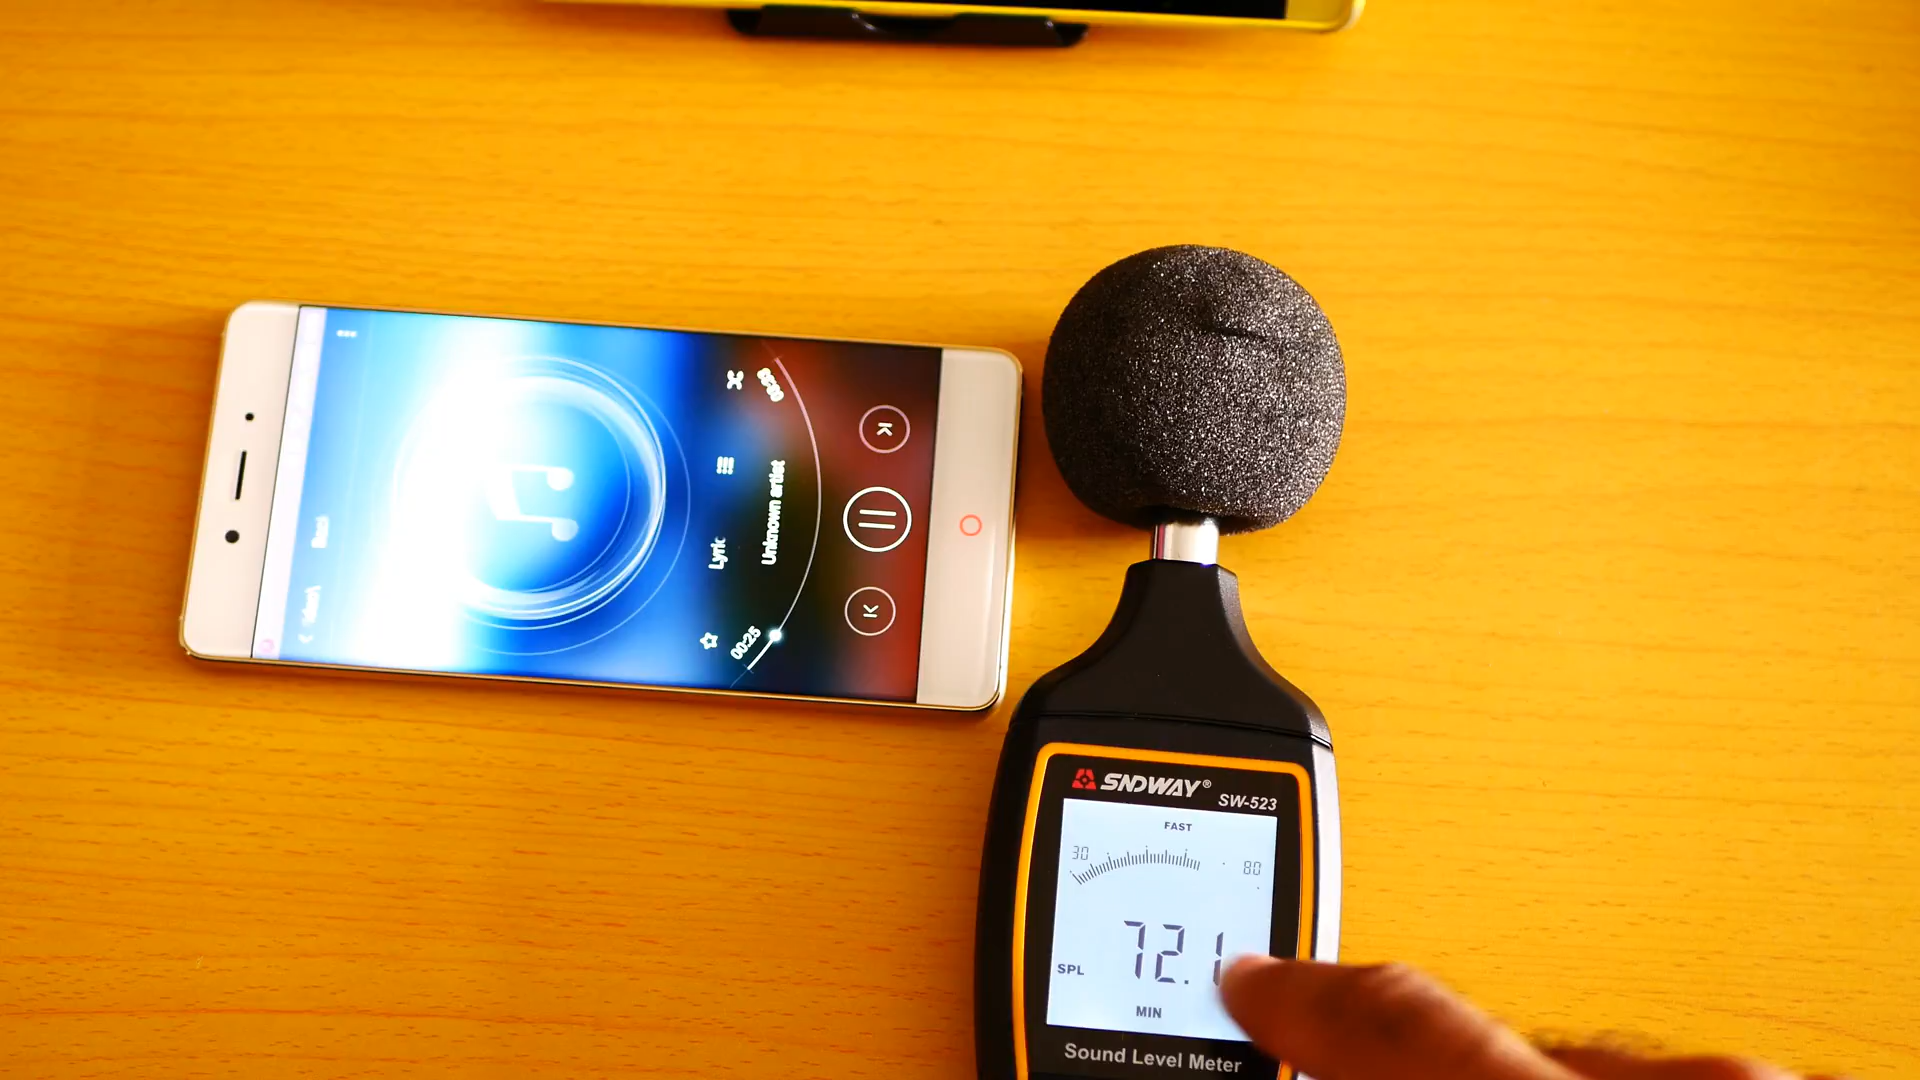 Lyric
Unknown artist
00:25
SNDWAY®
SW-523
FAST
30
80
72.1
SPL
MIN
Sound Level Meter